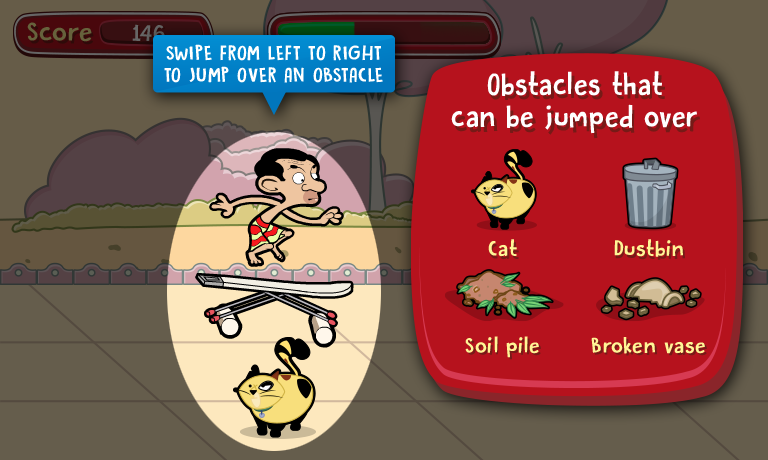 Score 146
SWIPE FROM LEFT TO RIGHT
TO JUMP OVER AN OBSTACLE
Obstacles that
can be jumped over
Cat
Dustbin
Soil pile
Broken vase